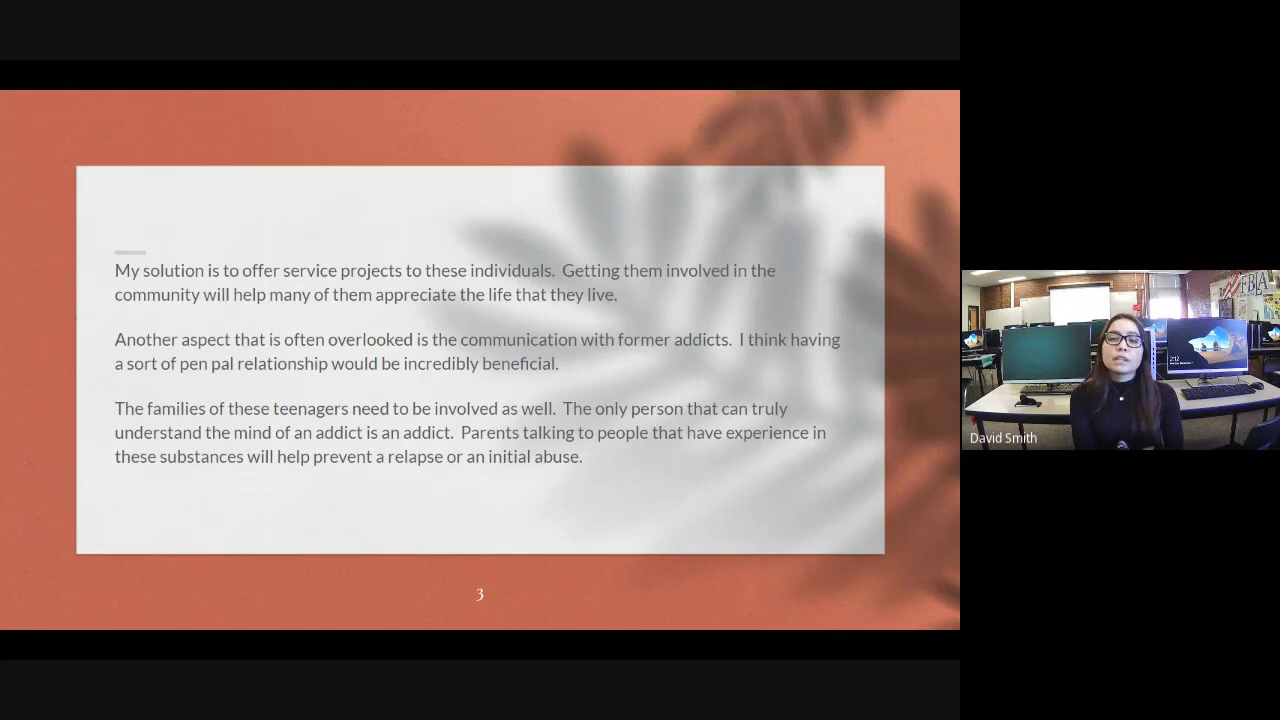 My solution is to offer service projects to these individuals.  Getting them involved in the
community will help many of them appreciate the life that they live.
Another aspect that is often overlooked is the communication with former addicts.  I think having
a sort of pen pal relationship would be incredibly beneficial.
The families of these teenagers need to be involved as well.  The only person that can truly
understand the mind of an addict is an addict.  Parents talking to people that have experience in
these substances will help prevent a relapse or an initial abuse.
3
FBLA
2:12
David Smith